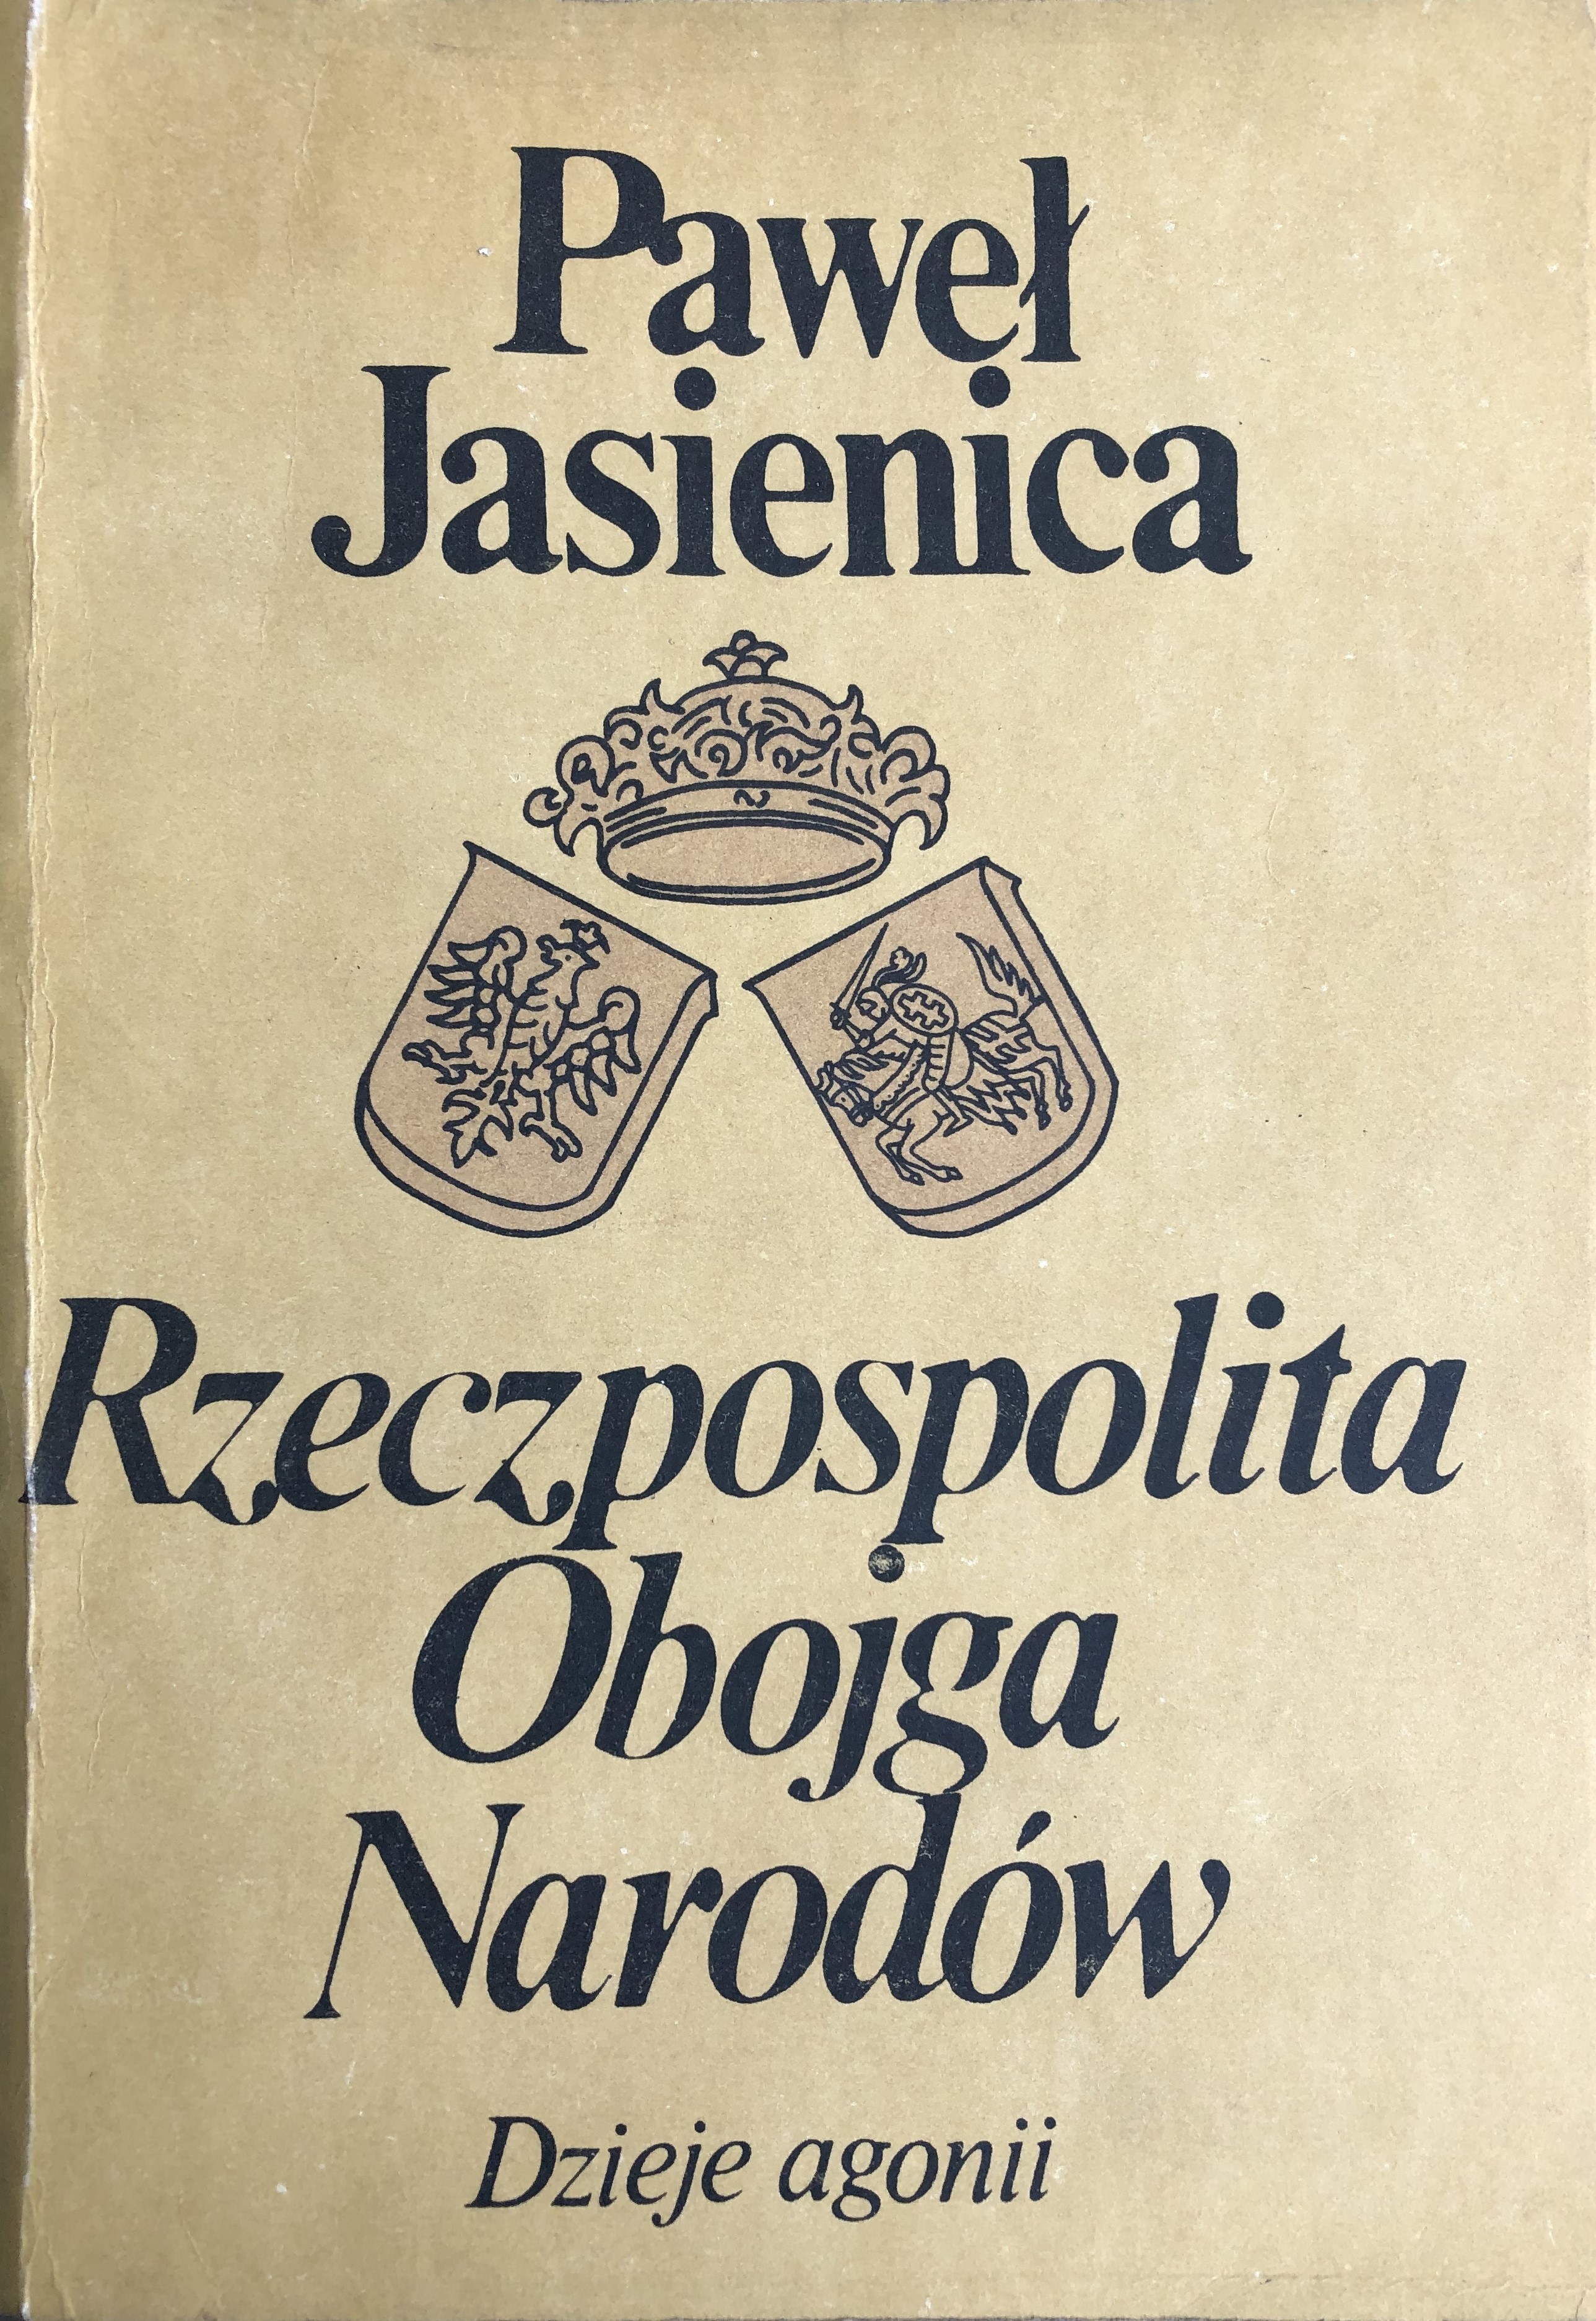 Paweł
Jasienica
Rzeczpospolita
Obojga
Narodów
Dzieje agonii